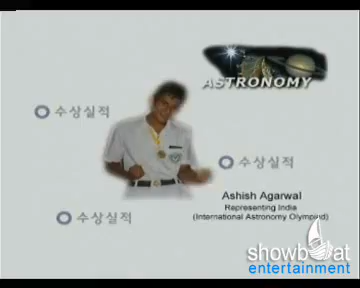 ASTRONOMY
수상실적
수상실적
Ashish Agarwal
Representing India
(International Astronomy Olympied)
수상실적
showboat
entertainment